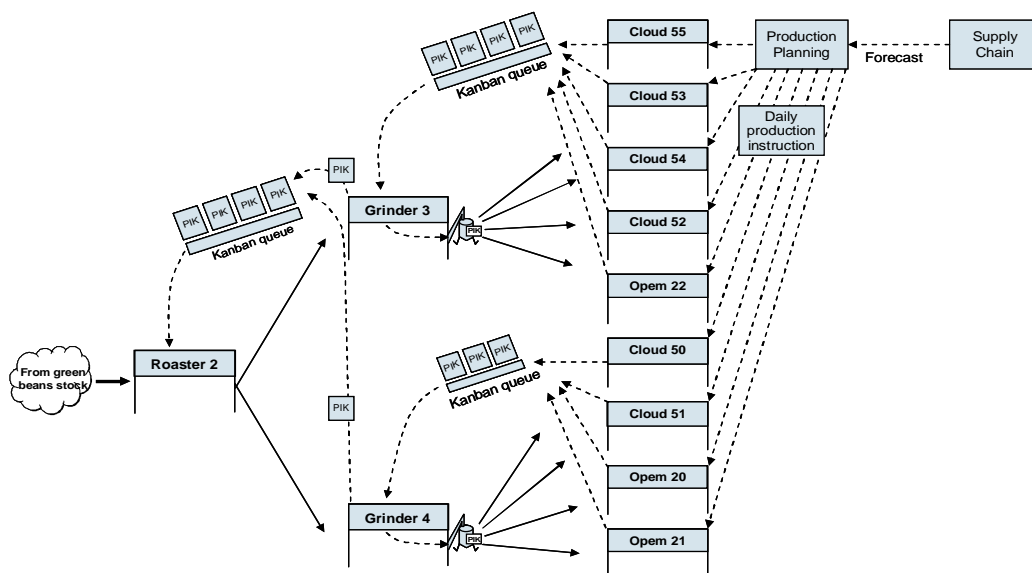 Cloud 55
Production
Planning
Supply
Chain
Forecast
PIK
PIK
PIK
PIK
Kanban queue
Cloud 53
Daily
production
instruction
Cloud 54
PIK
PIK
PIK
PIK
PIK
Kanban queue
Grinder 3
PIK
Cloud 52
Opem 22
Roaster 2
From green
beans stock
PIK
PIK
PIK
PIK
Kanban queue
Cloud 50
Cloud 51
Opem 20
Grinder 4
PIK
Opem 21